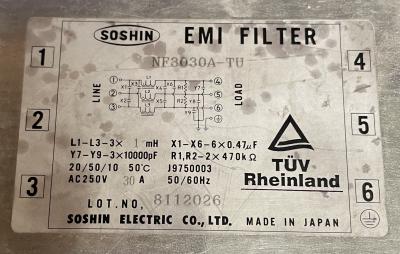 SOSHIN EMI FILTER
NF3030A-TU
1
2
3
LINE
LOAD
4
5
6
L1-L3-3× 1 mH X1-X6-6×0.47μF
Y7-Y9-3×10000pF R1,R2-2×470kΩ
20/50/10 50℃ J9750003
AC250V 30 A 50/60Hz
TÜV
Rheinland
LOT.NO. 8112026
SOSHIN ELECTRIC CO.,LTD. MADE IN JAPAN